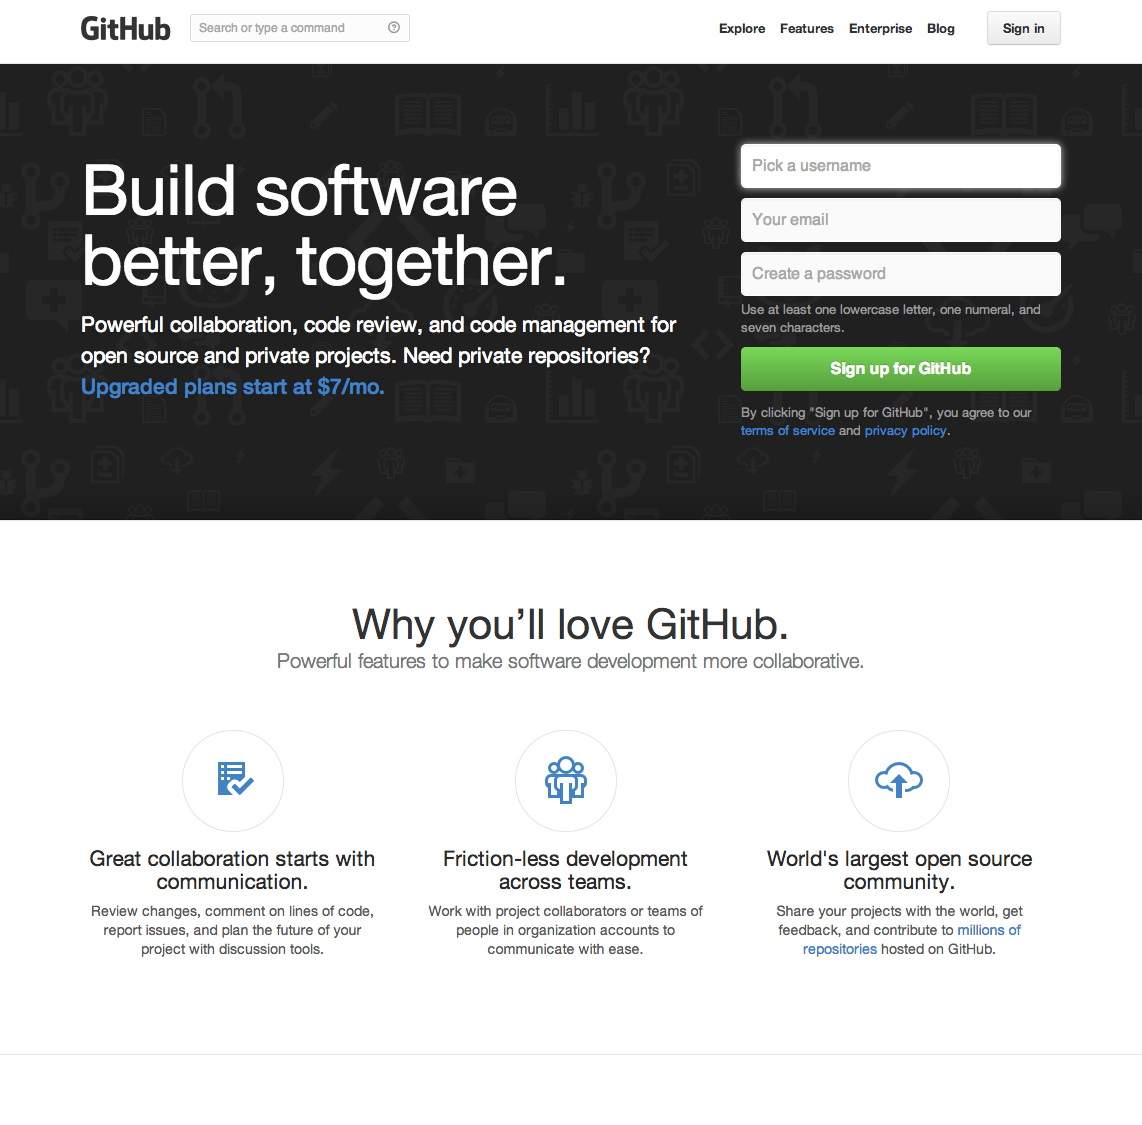 GitHub
Search or type a command
Explore Features Enterprise Blog Sign in
Build software
better, together.
Powerful collaboration, code review, and code management for
open source and private projects. Need private repositories?
Upgraded plans start at $7/mo.
Pick a username
Your email
Create a password
Use at least one lowercase letter, one numeral, and
seven characters.
Sign up for GitHub
By clicking "Sign up for GitHub", you agree to our
terms of service and privacy policy.
Why you’ll love GitHub.
Powerful features to make software development more collaborative.
Great collaboration starts with
communication.
Review changes, comment on lines of code,
report issues, and plan the future of your
project with discussion tools.
Friction-less development
across teams.
Work with project collaborators or teams of
people in organization accounts to
communicate with ease.
World's largest open source
community.
Share your projects with the world, get
feedback, and contribute to millions of
repositories hosted on GitHub.